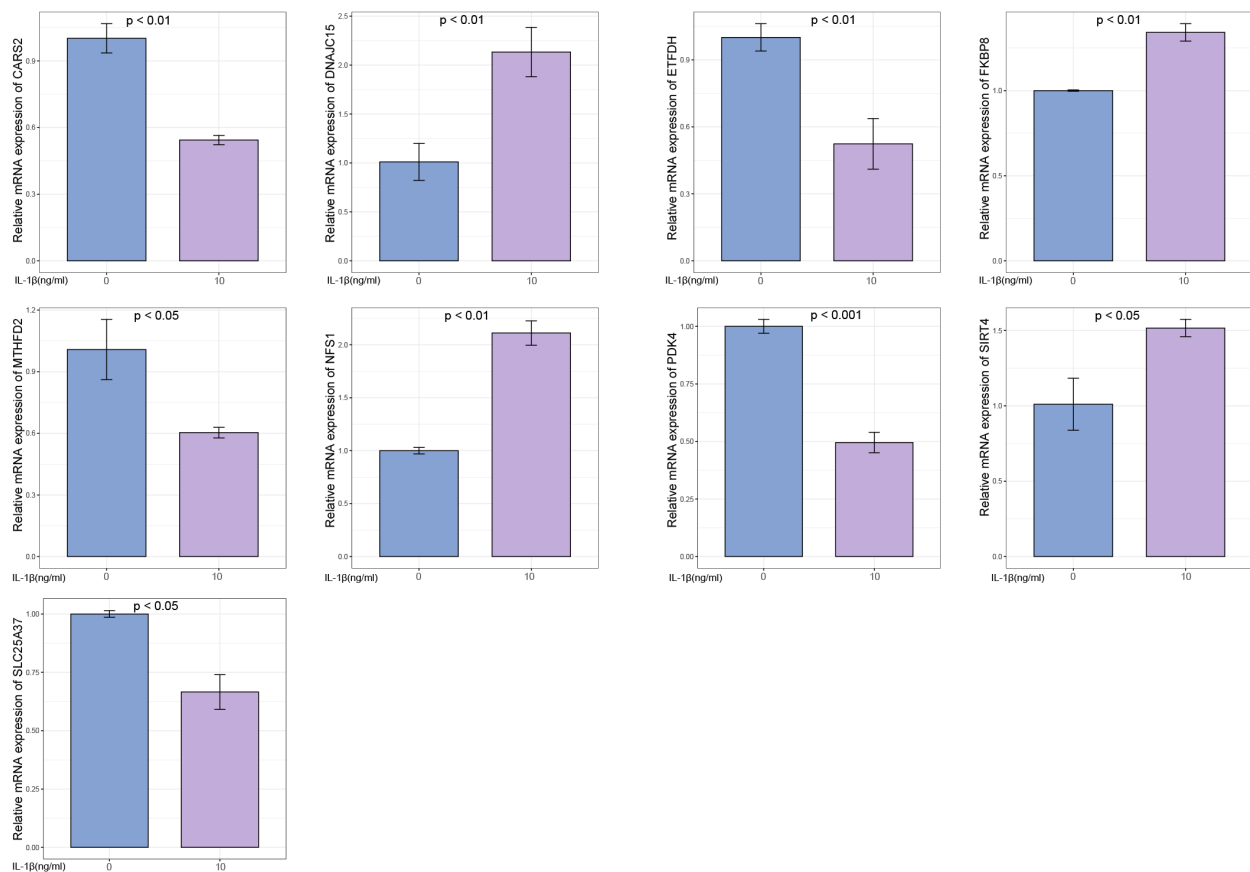 Relative mRNA expression of CARS2
p < 0.01
0.9
0.6
0.3
0.0
IL-1β(ng/ml)
0
10
Relative mRNA expression of DNAJC15
p < 0.01
2.5
2.0
1.5
1.0
0.5
0.0
IL-1β(ng/ml)
0
10
Relative mRNA expression of ETFDH
p < 0.01
0.9
0.6
0.3
0.0
IL-1β(ng/ml)
0
10
Relative mRNA expression of FKBP8
p < 0.01
1.0
0.5
0.0
IL-1β(ng/ml)
0
10
Relative mRNA expression of MTHFD2
p < 0.05
1.2
0.9
0.6
0.3
0.0
IL-1β(ng/ml)
0
10
Relative mRNA expression of NFS1
p < 0.01
2.0
1.5
1.0
0.5
0.0
IL-1β(ng/ml)
0
10
Relative mRNA expression of PDK4
p < 0.001
1.00
0.75
0.50
0.25
0.00
IL-1β(ng/ml)
0
10
Relative mRNA expression of SIRT4
p < 0.05
1.5
1.0
0.5
0.0
IL-1β(ng/ml)
0
10
Relative mRNA expression of SLC25A37
p < 0.05
1.00
0.75
0.50
0.25
0.00
IL-1β(ng/ml)
0
10